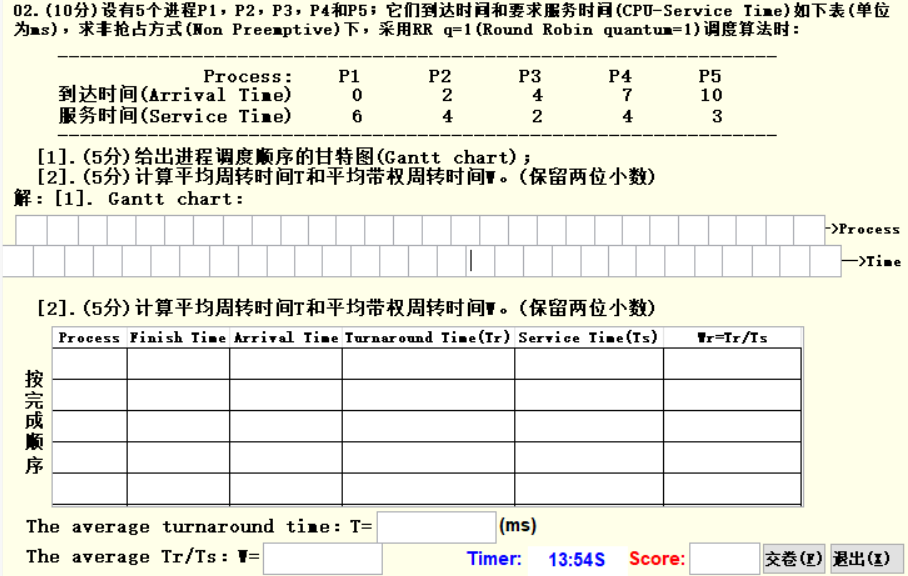 02.(10分)设有5个进程P1，P2，P3，P4和P5；它们到达时间和要求服务时间(CPU-Service Time)如下表(单位
为ms)，求非抢占方式(Non Preemptive)下，采用RR q=1(Round Robin quantum=1)调度算法时：
Process: P1 P2 P3 P4 P5
到达时间(Arrival Time) 0 2 4 7 10
服务时间(Service Time) 6 4 2 4 3
[1].(5分)给出进程调度顺序的甘特图(Gantt chart)；
[2].(5分)计算平均周转时间T和平均带权周转时间W。(保留两位小数)
解：[1]. Gantt chart:
->Process
—>Time
[2].(5分)计算平均周转时间T和平均带权周转时间W。(保留两位小数)
Process Finish Time Arrival Time Turnaround Time(Tr) Service Time(Ts) Wr=Tr/Ts
按完成顺序
The average turnaround time: T= (ms)
The average Tr/Ts: W= Timer: 13:54S Score: 交卷(F) 退出(X)